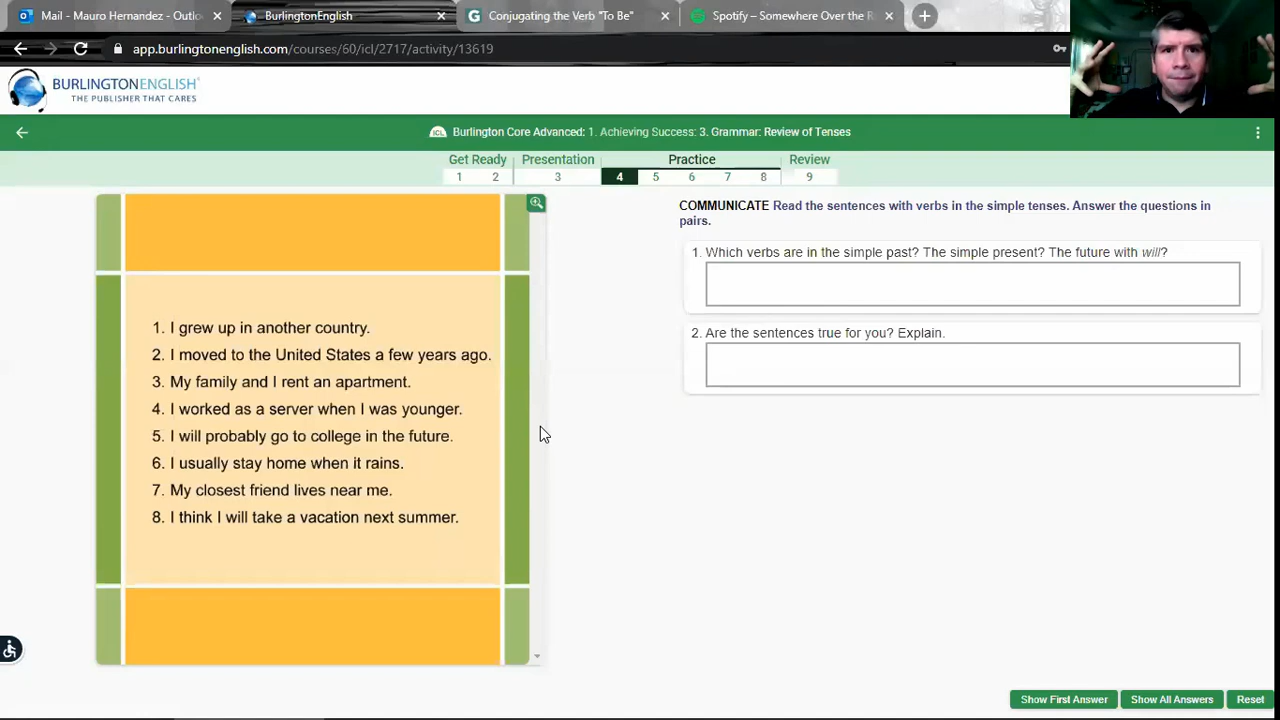 Mail - Mauro Hernandez - Outlo
BurlingtonEnglish
Conjugating the Verb "To Be"
Spotify – Somewhere Over the R
app.burlingtonenglish.com/courses/60/icl/2717/activity/13619
BURLINGTONENGLISH
THE PUBLISHER THAT CARES
ICL Burlington Core Advanced: 1. Achieving Success: 3. Grammar: Review of Tenses
Get Ready Presentation Practice Review
1 2 3 4 5 6 7 8 9
1. I grew up in another country.
2. I moved to the United States a few years ago.
3. My family and I rent an apartment.
4. I worked as a server when I was younger.
5. I will probably go to college in the future.
6. I usually stay home when it rains.
7. My closest friend lives near me.
8. I think I will take a vacation next summer.
COMMUNICATE Read the sentences with verbs in the simple tenses. Answer the questions in
pairs.
1. Which verbs are in the simple past? The simple present? The future with will?
2. Are the sentences true for you? Explain.
Show First Answer Show All Answers Reset